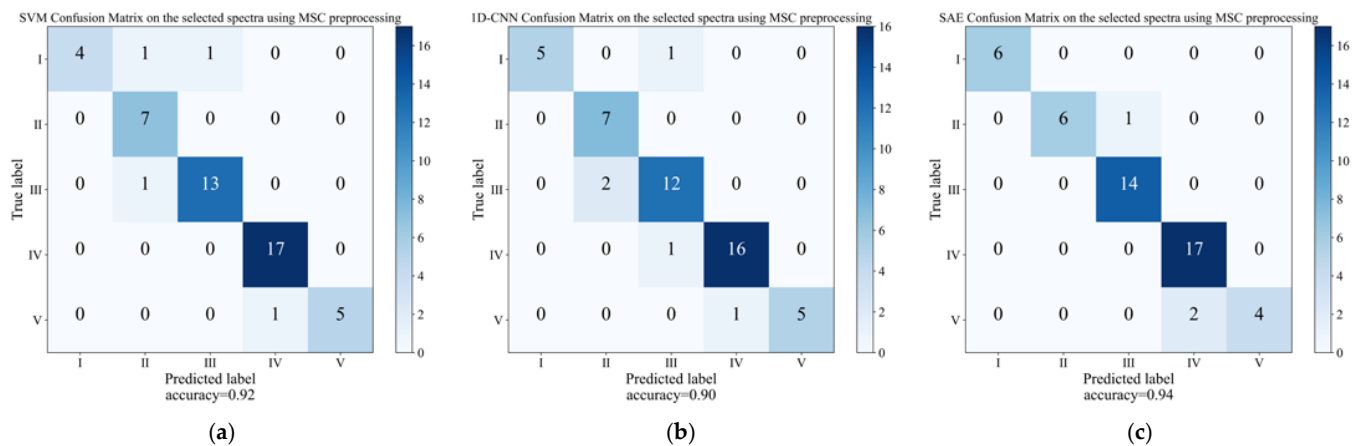 SVM Confusion Matrix on the selected spectra using MSC preprocessing
I 4 1 1 0 0
II 0 7 0 0 0
III 0 1 13 0 0
IV 0 0 0 17 0
V 0 0 0 1 5
I II III IV V
True label
Predicted label
accuracy=0.92
16
14
12
10
8
6
4
2
0
(a)
1D-CNN Confusion Matrix on the selected spectra using MSC preprocessing
I 5 0 1 0 0
II 0 7 0 0 0
III 0 2 12 0 0
IV 0 0 1 16 0
V 0 0 0 1 5
I II III IV V
True label
Predicted label
accuracy=0.90
16
14
12
10
8
6
4
2
0
(b)
SAE Confusion Matrix on the selected spectra using MSC preprocessing
I 6 0 0 0 0
II 0 6 1 0 0
III 0 0 14 0 0
IV 0 0 0 17 0
V 0 0 0 2 4
I II III IV V
True label
Predicted label
accuracy=0.94
16
14
12
10
8
6
4
2
0
(c)